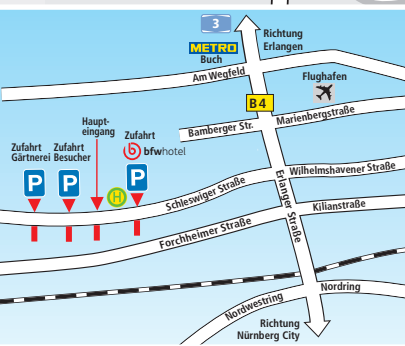 3
Richtung
Erlangen
METRO
Buch
Am Wegfeld
Flughafen
B4
Marienbergstraße
Bamberger Str.
Haupt-
eingang
Zufahrt
Gärtnerei
Zufahrt
Besucher
Zufahrt
b bfwhotel
P
P
P
H
Schleswiger Straße
Wilhelmshavener Straße
Erlanger Straße
Kilianstraße
Forchheimer Straße
Nordwestring
Nordring
Richtung
Nürnberg City